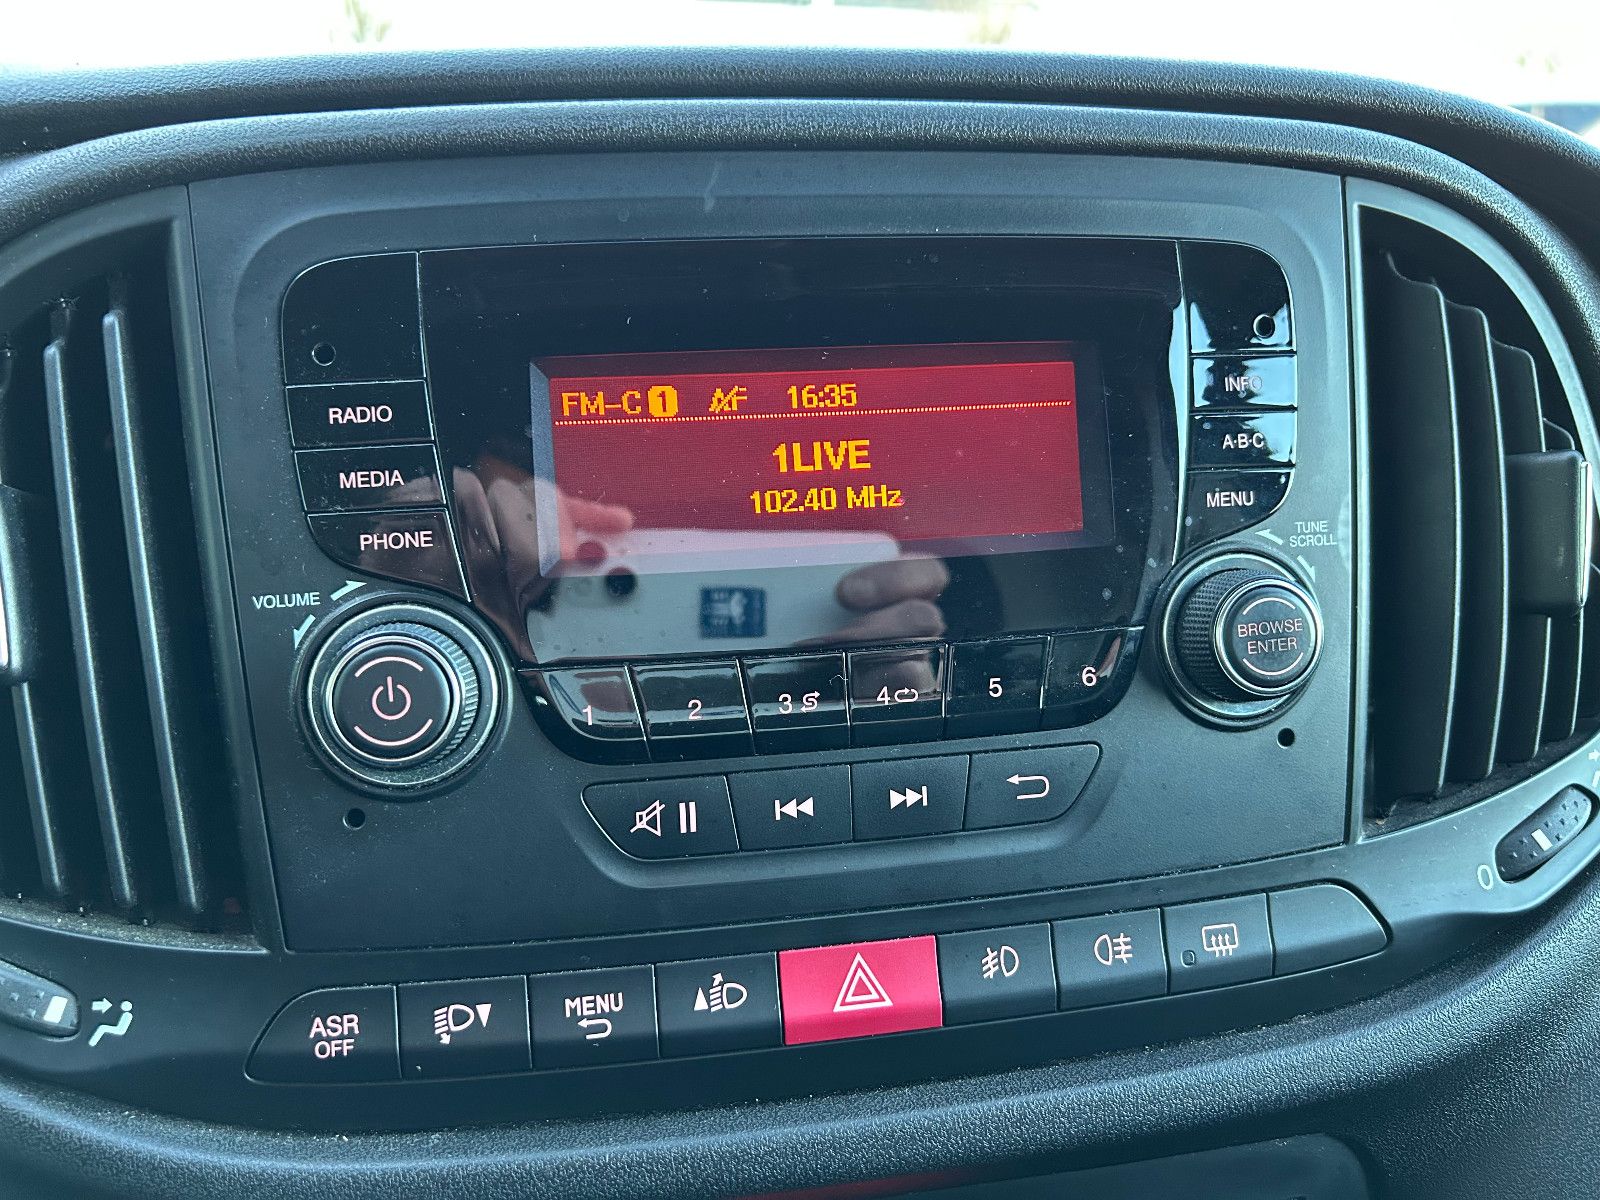 FM-C 1 AF 16:35
1LIVE
102.40 MHz
RADIO
MEDIA
PHONE
VOLUME
INFO
A·B·C
MENU
TUNE
SCROLL
BROWSE
ENTER
1 2 3 4 5 6
ASR
OFF
MENU
0